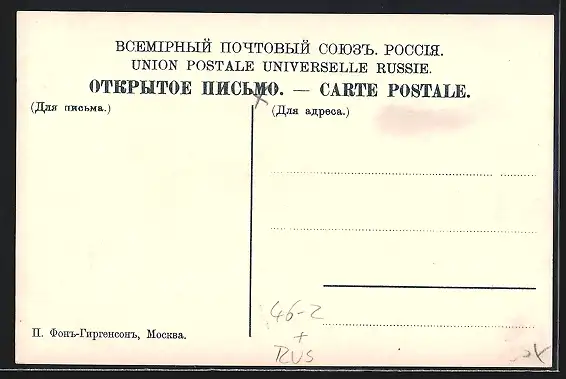 ВСЕМІРНЫЙ ПОЧТОВЫЙ СОЮЗЪ. РОССІЯ.
UNION POSTALE UNIVERSELLE RUSSIE.
ОТКРЫТОЕ ПИСЬМО. — CARTE POSTALE.
(Для письма.)
(Для адреса.)
46-2
+
RUS
П. Фонъ-Гиргенсонъ, Москва.